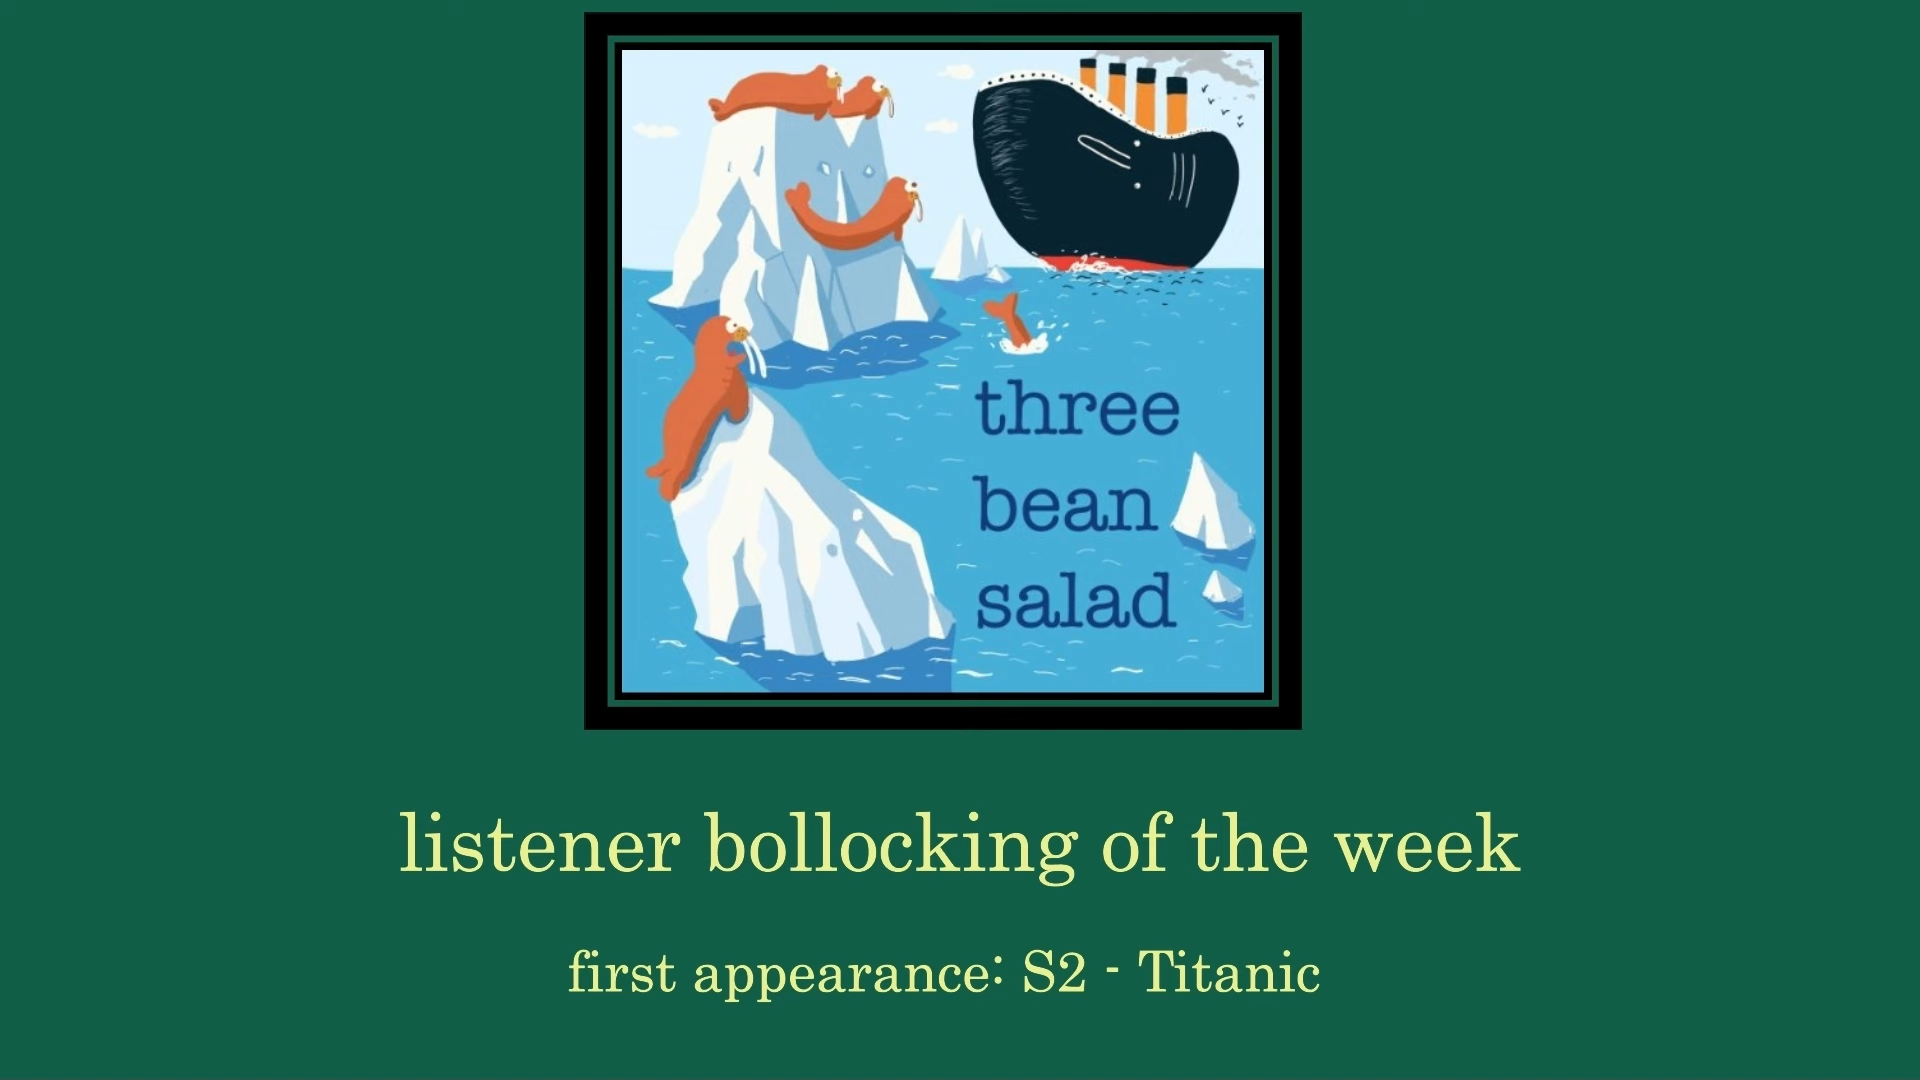 three
bean
salad
listener bollocking of the week
first appearance: S2 - Titanic